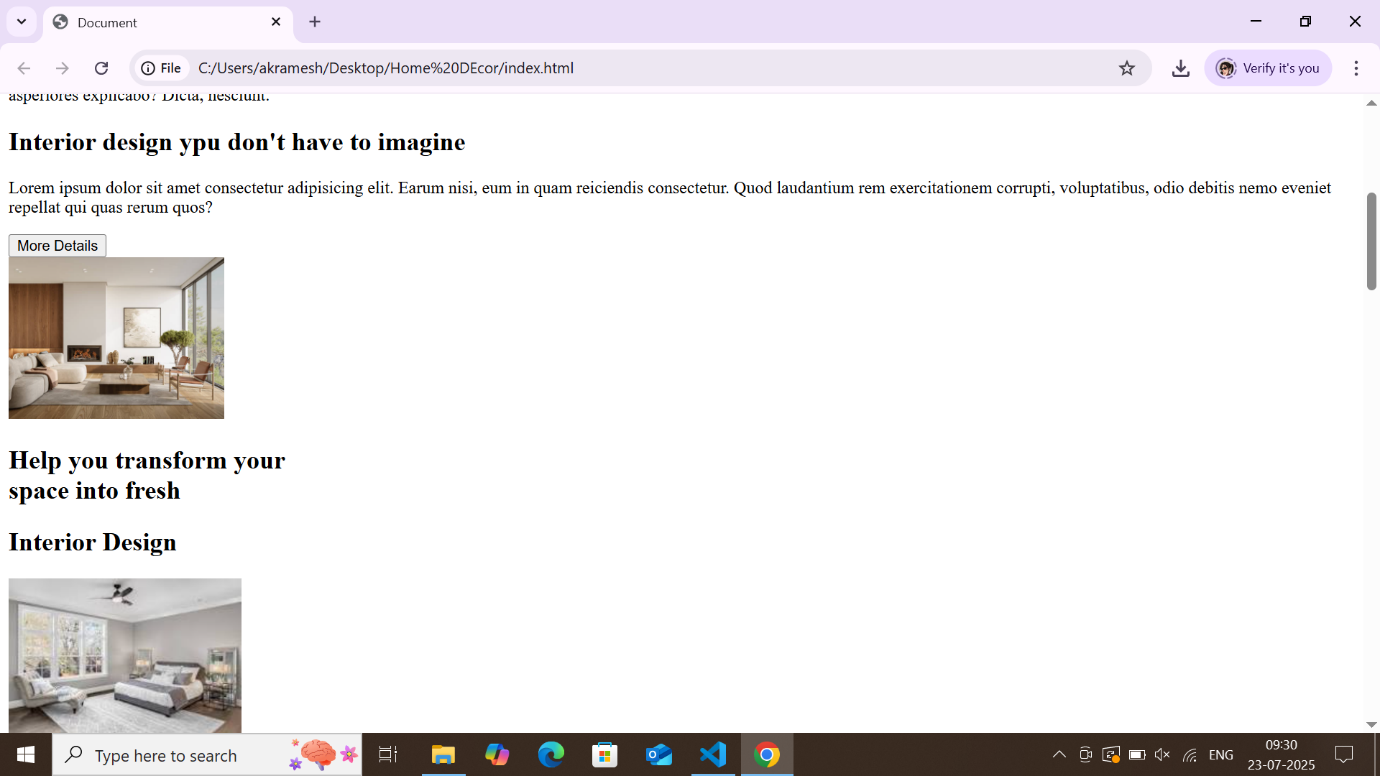 Document
File
C:/Users/akramesh/Desktop/Home%20DEcor/index.html
Verify it's you
asperiores explicabo? Dicta, nesciunt.
Interior design ypu don't have to imagine
Lorem ipsum dolor sit amet consectetur adipisicing elit. Earum nisi, eum in quam reiciendis consectetur. Quod laudantium rem exercitationem corrupti, voluptatibus, odio debitis nemo eveniet
repellat qui quas rerum quos?
More Details
Help you transform your
space into fresh
Interior Design
Type here to search
ENG
09:30
23-07-2025